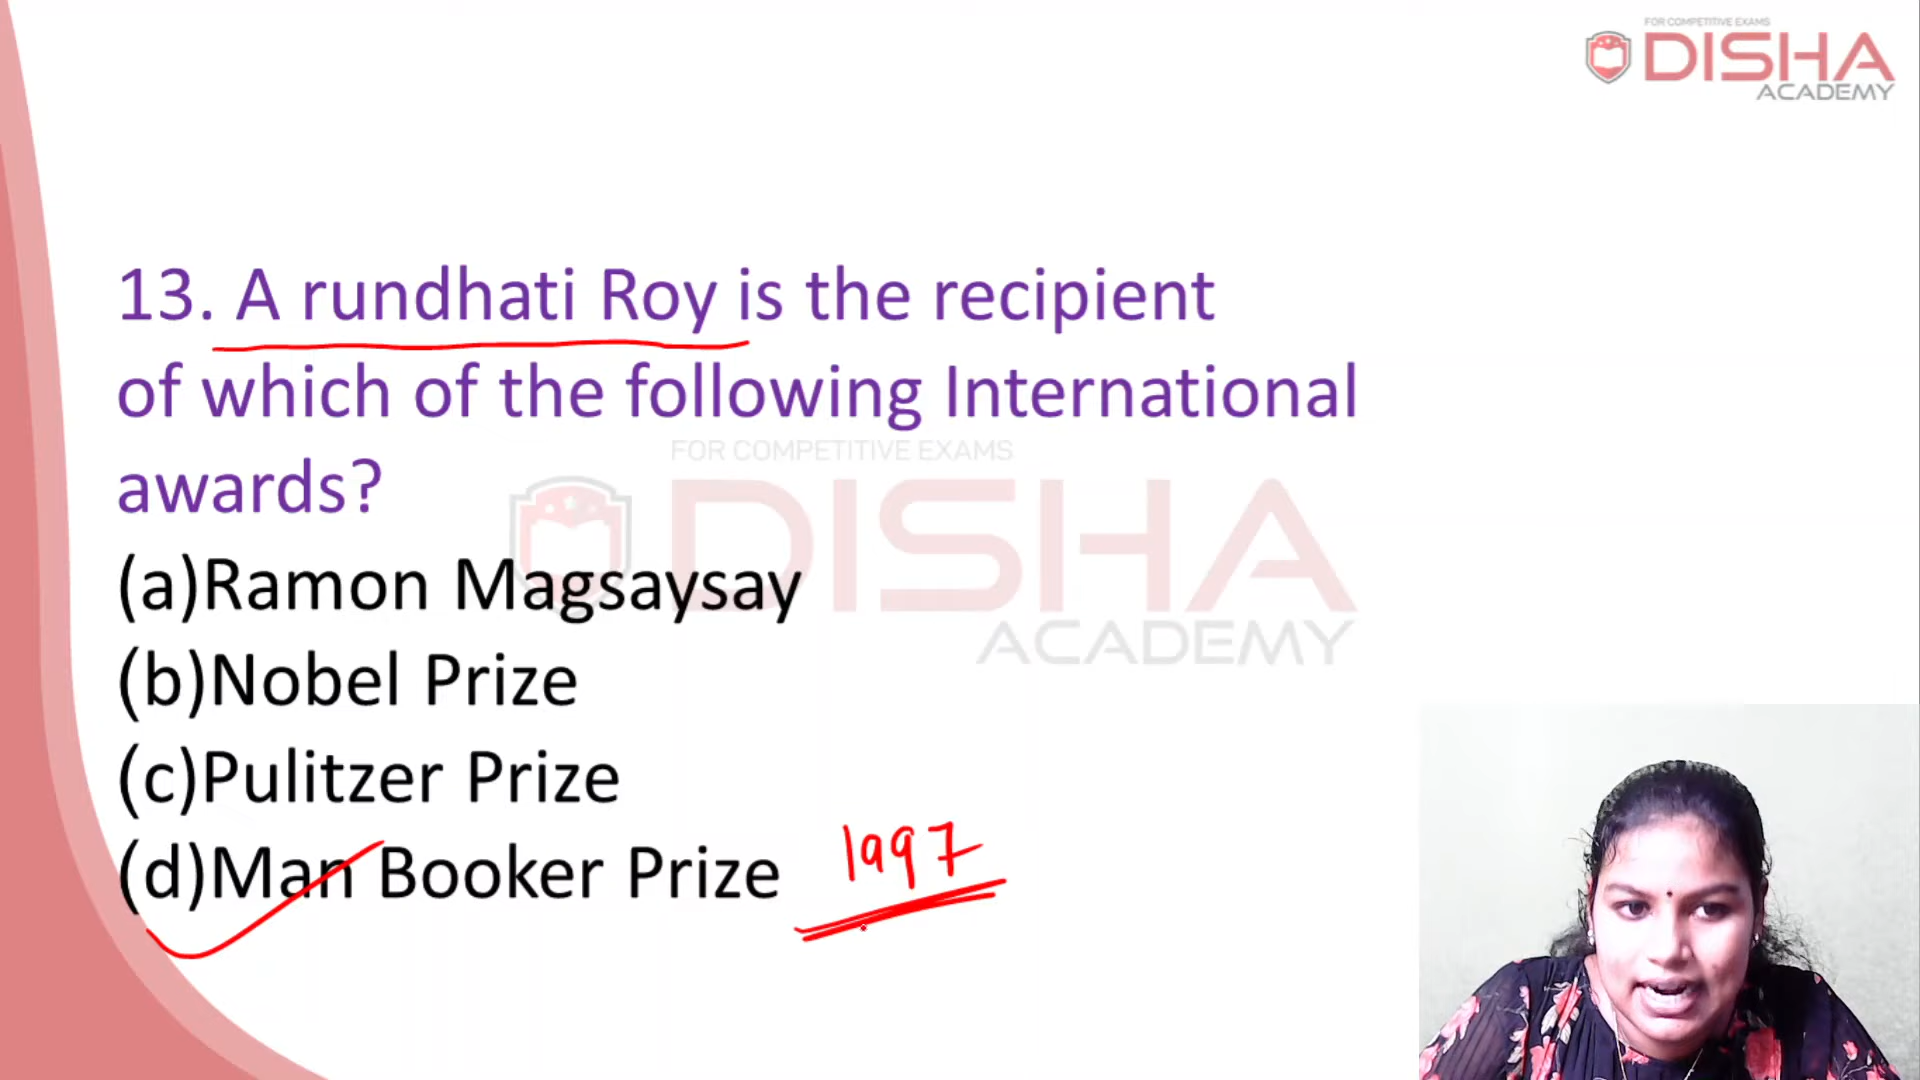 FOR COMPETITIVE EXAMS
DISHA
ACADEMY
13. A rundhati Roy is the recipient
of which of the following International
awards?
FOR COMPETITIVE EXAMS
DISHA
ACADEMY
(a)Ramon Magsaysay
(b)Nobel Prize
(c)Pulitzer Prize
(d)Man Booker Prize 1997